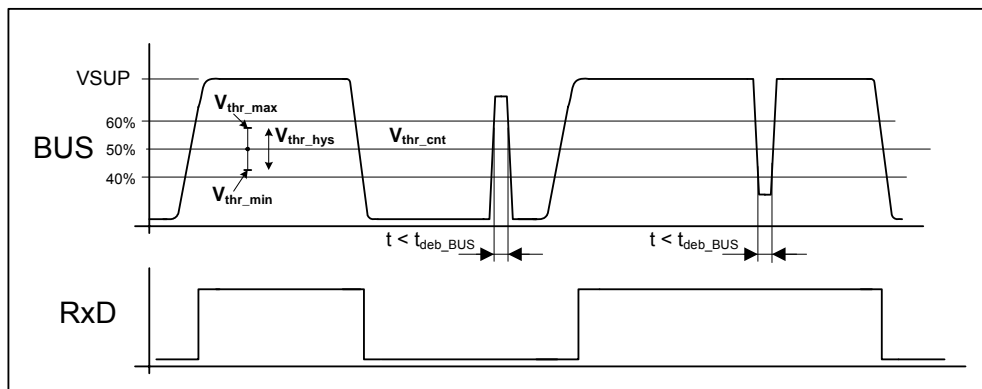 VSUP
V_thr_max
60%
V_thr_hys
V_thr_cnt
BUS
50%
40%
V_thr_min
t < t_deb_BUS
t < t_deb_BUS
RxD